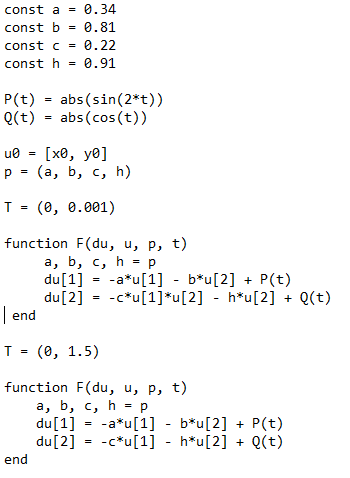 const a = 0.34
const b = 0.81
const c = 0.22
const h = 0.91
P(t) = abs(sin(2*t))
Q(t) = abs(cos(t))
u0 = [x0, y0]
p = (a, b, c, h)
T = (0, 0.001)
function F(du, u, p, t)
a, b, c, h = p
du[1] = -a*u[1] - b*u[2] + P(t)
du[2] = -c*u[1]*u[2] - h*u[2] + Q(t)
end
T = (0, 1.5)
function F(du, u, p, t)
a, b, c, h = p
du[1] = -a*u[1] - b*u[2] + P(t)
du[2] = -c*u[1] - h*u[2] + Q(t)
end